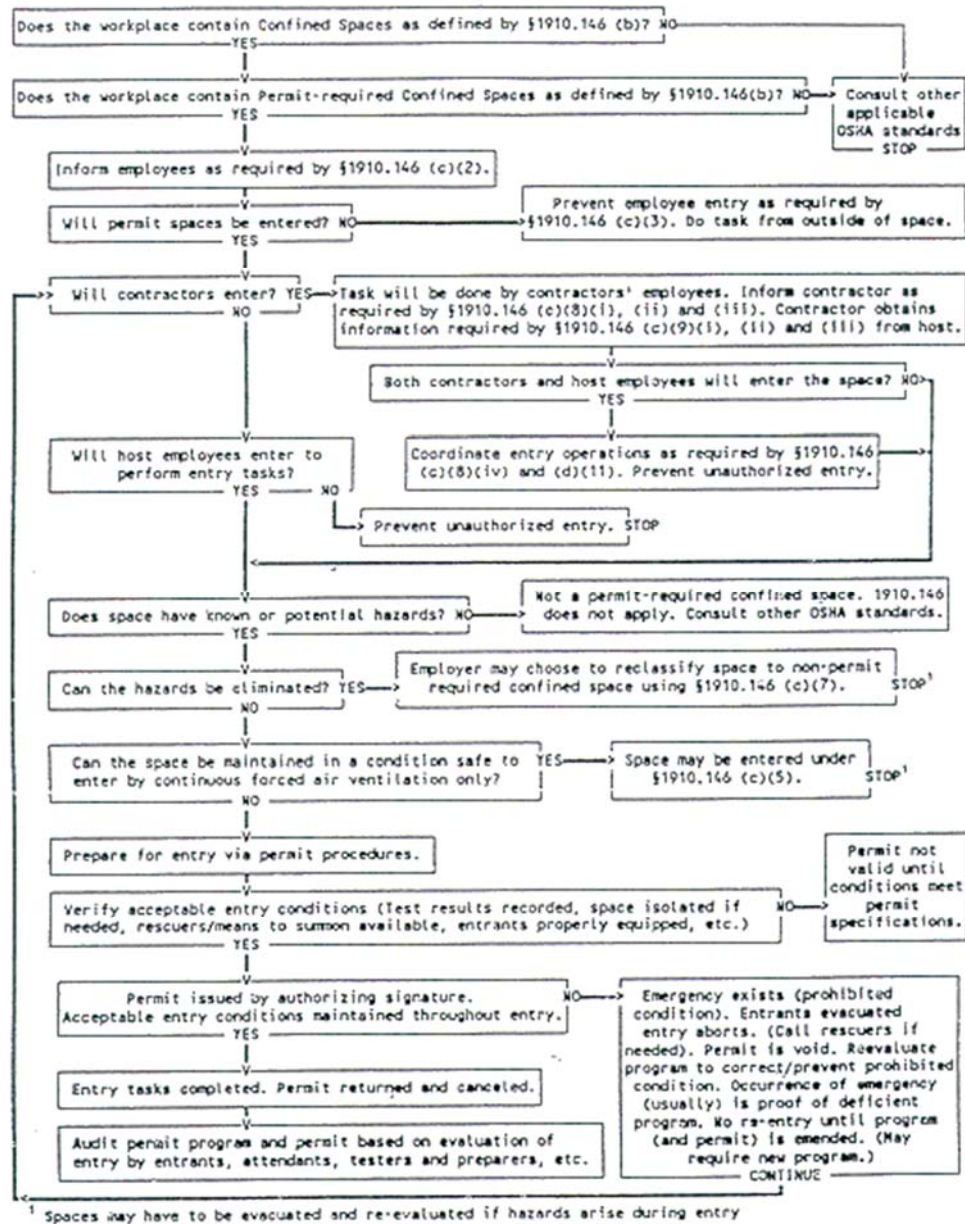 Does the workplace contain Confined Spaces as defined by §1910.146 (b)? NO
YES
Does the workplace contain Permit-required Confined Spaces as defined by §1910.146(b)? NO
YES
Consult other
applicable
OSHA standards
STOP
Inform employees as required by §1910.146 (c)(2).
Will permit spaces be entered? NO
YES
Prevent employee entry as required by
§1910.146 (c)(3). Do task from outside of space.
Will contractors enter? YES
NO
Task will be done by contractors' employees. Inform contractor as
required by §1910.146 (c)(8)(i), (ii) and (iii). Contractor obtains
information required by §1910.146 (c)(9)(i), (ii) and (iii) from host.
Both contractors and host employees will enter the space? NO
YES
Will host employees enter to
perform entry tasks?
YES NO
Coordinate entry operations as required by §1910.146
(c)(8)(iv) and (d)(11). Prevent unauthorized entry.
Prevent unauthorized entry. STOP
Does space have known or potential hazards? NO
YES
Not a permit-required confined space. 1910.146
does not apply. Consult other OSHA standards.
Can the hazards be eliminated? YES
NO
Employer may choose to reclassify space to non-permit
required confined space using §1910.146 (c)(7). STOP¹
Can the space be maintained in a condition safe to
enter by continuous forced air ventilation only?
YES
NO
Space may be entered under
§1910.146 (c)(5). STOP¹
Prepare for entry via permit procedures.
Verify acceptable entry conditions (Test results recorded, space isolated if
needed, rescuers/means to summon available, entrants properly equipped, etc.)
NO
YES
Permit not
valid until
conditions meet
permit
specifications.
Permit issued by authorizing signature.
Acceptable entry conditions maintained throughout entry.
NO
YES
Emergency exists (prohibited
condition). Entrants evacuated
entry aborts. (Call rescuers if
needed). Permit is void. Reevaluate
program to correct/prevent prohibited
condition. Occurrence of emergency
(usually) is proof of deficient
program. No re-entry until program
(and permit) is amended. (May
require new program.)
CONTINUE
Entry tasks completed. Permit returned and canceled.
Audit permit program and permit based on evaluation of
entry by entrants, attendants, testers and preparers, etc.
¹ Spaces may have to be evacuated and re-evaluated if hazards arise during entry